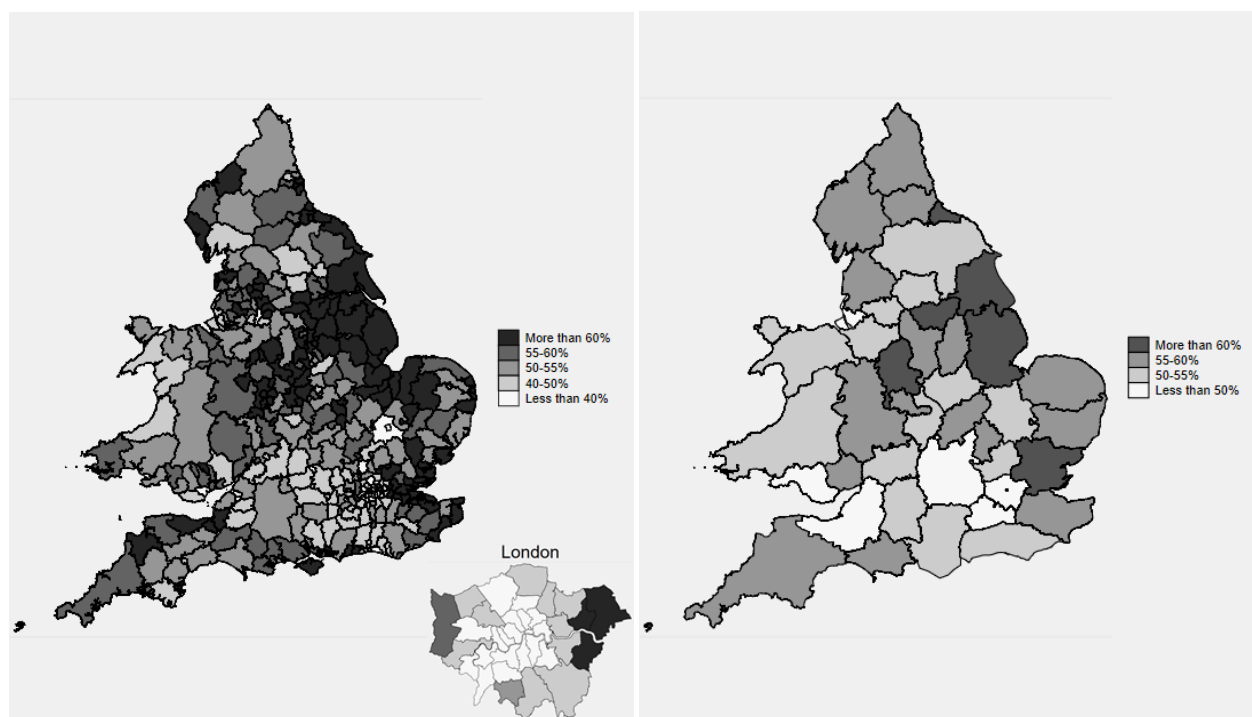 More than 60%
55-60%
50-55%
40-50%
Less than 40%
London
More than 60%
55-60%
50-55%
Less than 50%